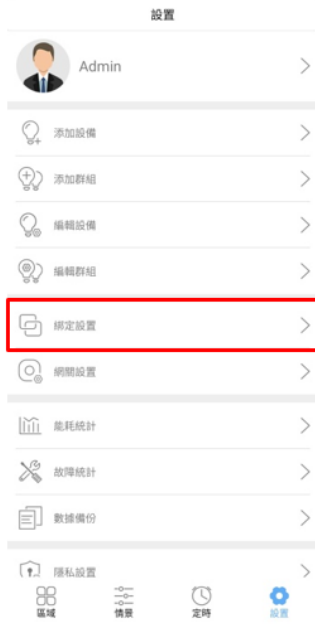 設置
Admin
添加設備
添加群組
編輯設備
編輯群組
綁定設置
網關設置
能耗統計
故障統計
數據備份
隱私設置
區域
情景
定時
設置